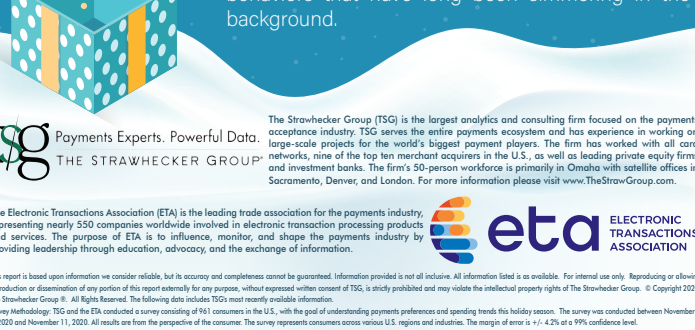 behaviors that have long been simmering in the
background.
The Strawhecker Group (TSG) is the largest analytics and consulting firm focused on the payments
acceptance industry. TSG serves the entire payments ecosystem and has experience in working on
large-scale projects for the world's biggest payment players. The firm has worked with all card
networks, nine of the top ten merchant acquirers in the U.S., as well as leading private equity firms
and investment banks. The firm's 50-person workforce is primarily in Omaha with satellite offices in
Sacramento, Denver, and London. For more information please visit www.TheStrawGroup.com.
sg
Payments Experts. Powerful Data.
THE STRAWHECKER GROUP®
e Electronic Transactions Association (ETA) is the leading trade association for the payments industry,
presenting nearly 550 companies worldwide involved in electronic transaction processing products
d services. The purpose of ETA is to influence, monitor, and shape the payments industry by
oviding leadership through education, advocacy, and the exchange of information.
eta
ELECTRONIC
TRANSACTIONS
ASSOCIATION
s report is based upon information we consider reliable, but its accuracy and completeness cannot be guaranteed. Information provided is not all inclusive. All information listed is as available. For internal use only. Reproducing or allowin
roduction or dissemination of any portion of this report externally for any purpose, without expressed written consent of TSG, is strictly prohibited and may violate the intellectual property rights of The Strawhecker Group. © Copyright 202
Strawhecker Group ®. All Rights Reserved. The following data includes TSG's most recently available information.
vey Methodology: TSG and the ETA conducted a survey consisting of 961 consumers in the U.S., with the goal of understanding payments preferences and spending trends this holiday season. The survey was conducted between November
2020 and November 11, 2020. All results are from the perspective of the consumer. The survey represents consumers across various U.S. regions and industries. The margin of error is +/- 4.2% at 99% confidence level.